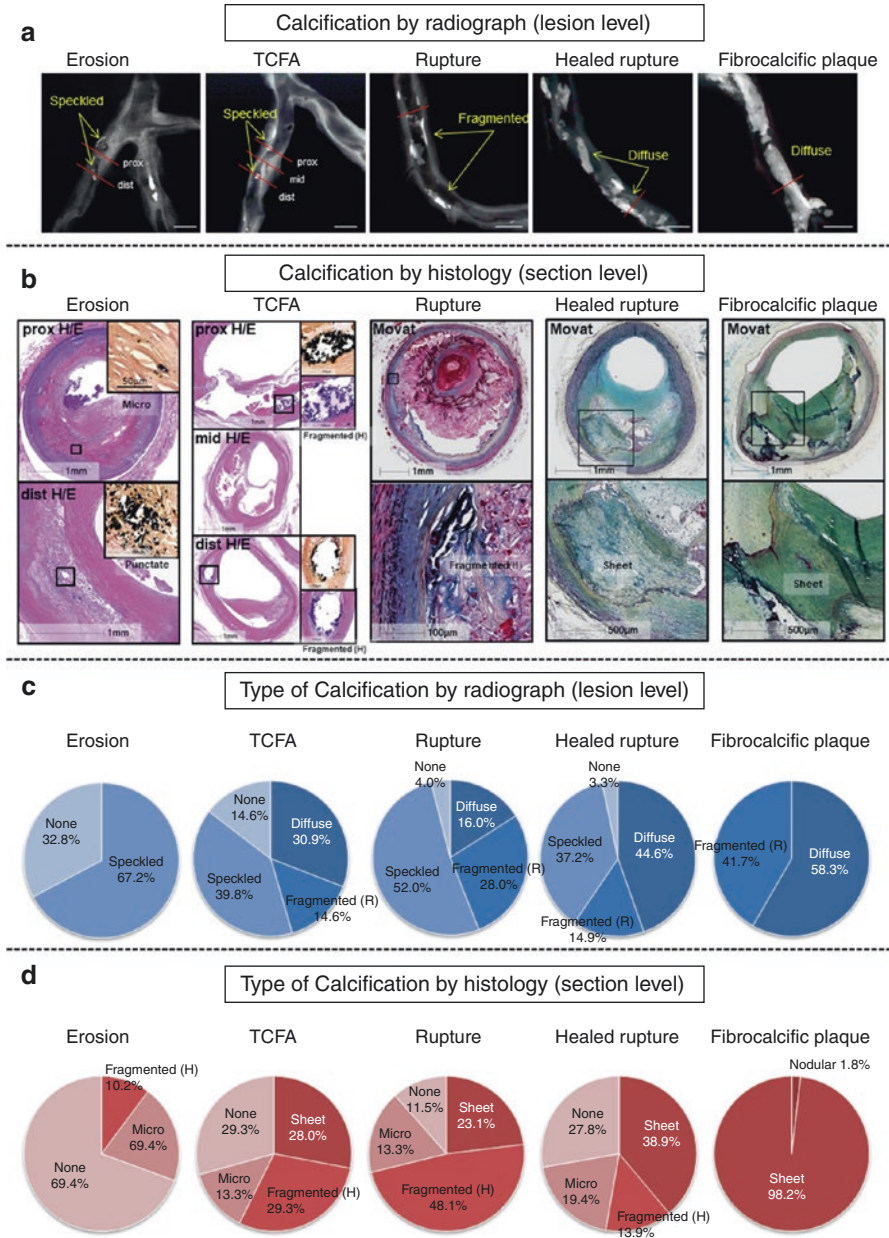 a
Calcification by radiograph (lesion level)
Erosion
TCFA
Rupture
Healed rupture
Fibrocalcific plaque
Speckled
prox
dist
Speckled
prox
mid
dist
Fragmented
Diffuse
Diffuse
b
Calcification by histology (section level)
Erosion
TCFA
Rupture
Healed rupture
Fibrocalcific plaque
prox H/E
50µm
Micro
1mm
dist H/E
Punctate
1mm
prox H/E
1mm
Fragmented (H)
mid H/E
1mm
dist H/E
1mm
Fragmented (H)
Movat
1mm
Fragmented (H)
100µm
Movat
1mm
Sheet
500µm
Movat
1mm
Sheet
500µm
c
Type of Calcification by radiograph (lesion level)
Erosion
TCFA
Rupture
Healed rupture
Fibrocalcific plaque
None
32.8%
Speckled
67.2%
None
14.6%
Diffuse
30.9%
Speckled
39.8%
Fragmented (R)
14.6%
None
4.0%
Diffuse
16.0%
Speckled
52.0%
Fragmented (R)
28.0%
None
3.3%
Speckled
37.2%
Diffuse
44.6%
Fragmented (R)
14.9%
Fragmented (R)
41.7%
Diffuse
58.3%
d
Type of Calcification by histology (section level)
Erosion
TCFA
Rupture
Healed rupture
Fibrocalcific plaque
Fragmented (H)
10.2%
Micro
69.4%
None
69.4%
None
29.3%
Sheet
28.0%
Micro
13.3%
Fragmented (H)
29.3%
None
11.5%
Sheet
23.1%
Micro
13.3%
Fragmented (H)
48.1%
None
27.8%
Sheet
38.9%
Micro
19.4%
Fragmented (H)
13.9%
Nodular 1.8%
Sheet
98.2%